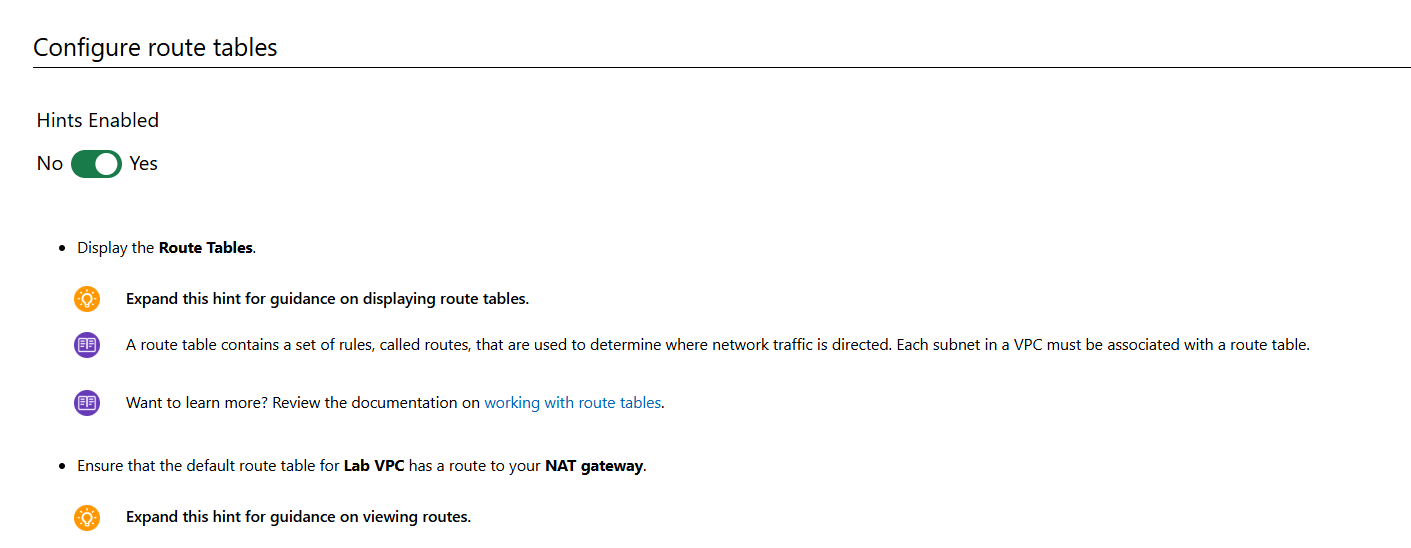 Configure route tables
Hints Enabled
No Yes
Display the Route Tables.
Expand this hint for guidance on displaying route tables.
A route table contains a set of rules, called routes, that are used to determine where network traffic is directed. Each subnet in a VPC must be associated with a route table.
Want to learn more? Review the documentation on working with route tables.
Ensure that the default route table for Lab VPC has a route to your NAT gateway.
Expand this hint for guidance on viewing routes.